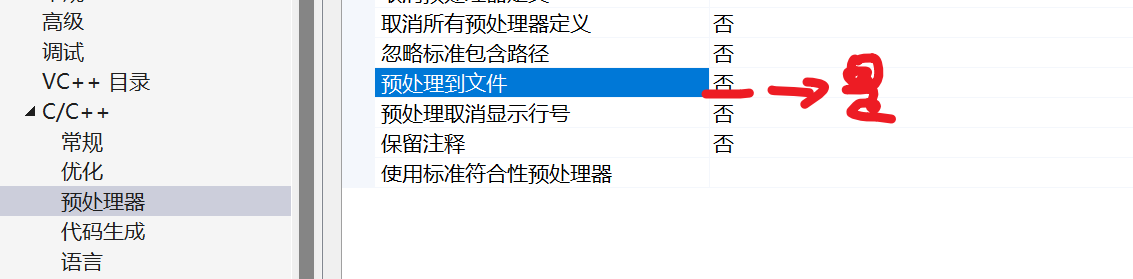 高级
调试
VC++ 目录
C/C++
常规
优化
预处理器
代码生成
语言
取消所有预处理器定义 否
忽略标准包含路径 否
预处理到文件 否 → 是
预处理取消显示行号 否
保留注释 否
使用标准符合性预处理器